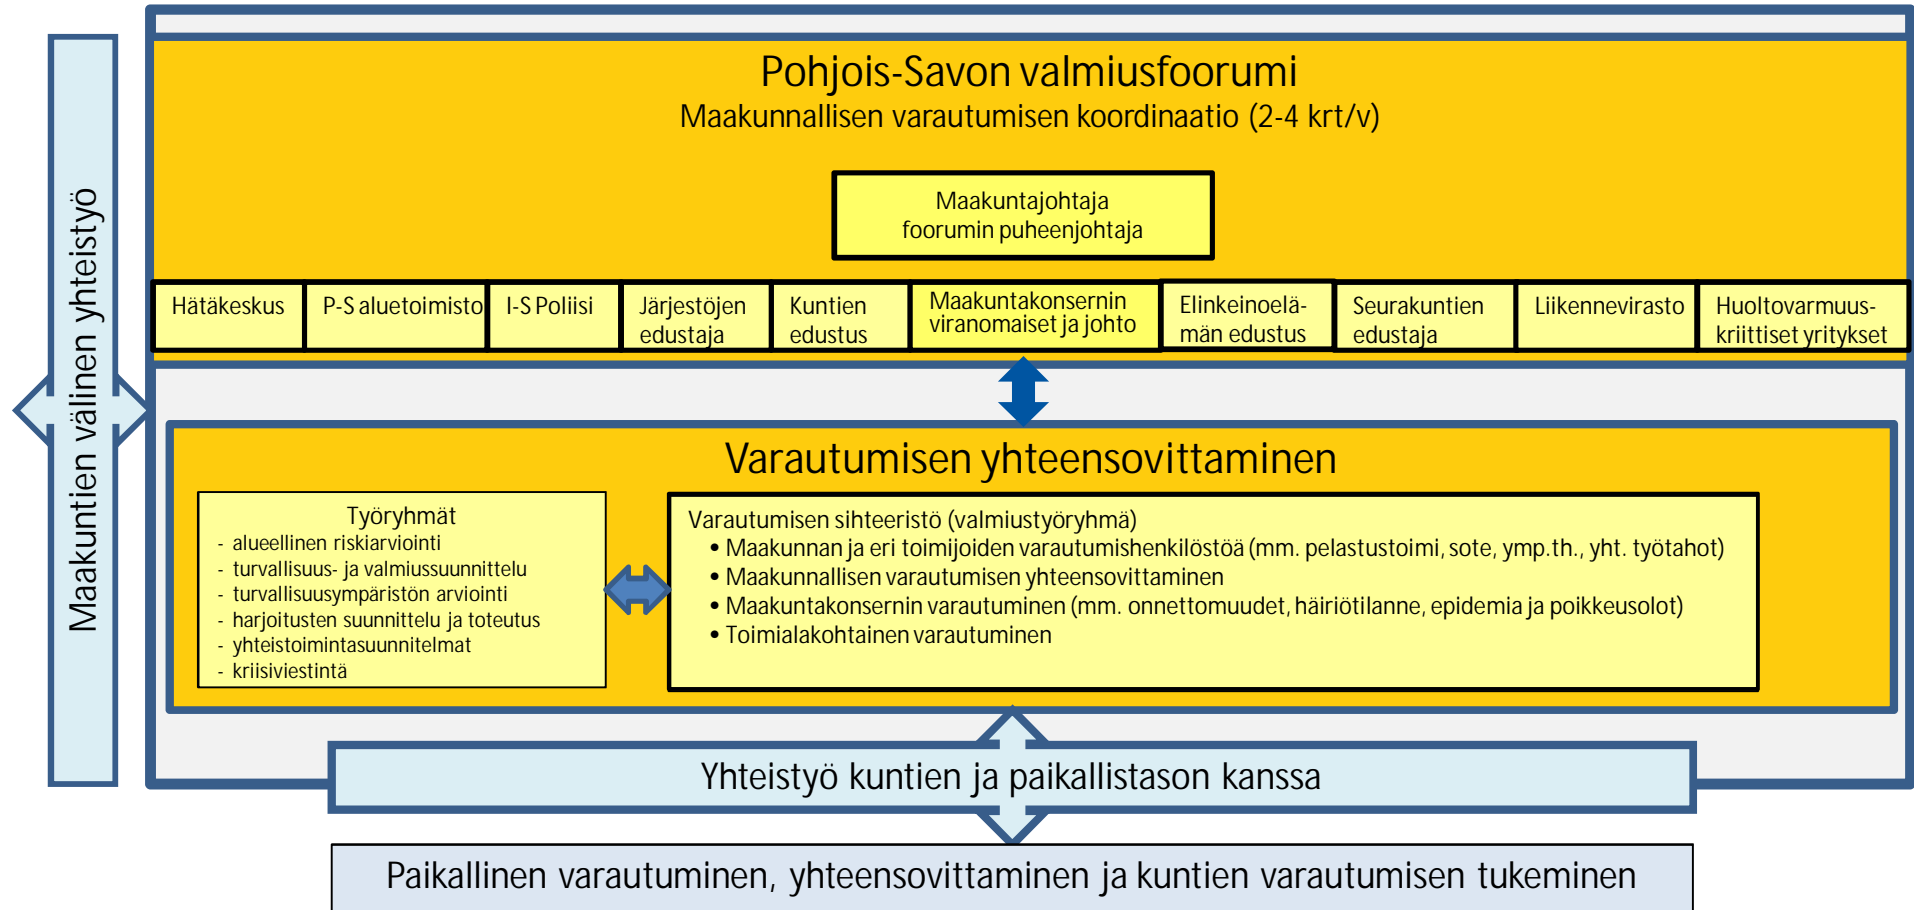 Maakuntien välinen yhteistyö
Pohjois-Savon valmiusfoorumi
Maakunnallisen varautumisen koordinaatio (2-4 krt/v)
Maakuntajohtaja
foorumin puheenjohtaja
Hätäkeskus
P-S aluetoimisto
I-S Poliisi
Järjestöjen
edustaja
Kuntien
edustus
Maakuntakonsernin
viranomaiset ja johto
Elinkeinoelä-
män edustus
Seurakuntien
edustaja
Liikennevirasto
Huoltovarmuus-
kriittiset yritykset
Varautumisen yhteensovittaminen
Työryhmät
- alueellinen riskiarviointi
- turvallisuus- ja valmiussuunnittelu
- turvallisuusympäristön arviointi
- harjoitusten suunnittelu ja toteutus
- yhteistoimintasuunnitelmat
- kriisiviestintä
Varautumisen sihteeristö (valmiustyöryhmä)
• Maakunnan ja eri toimijoiden varautumishenkilöstöä (mm. pelastustoimi, sote, ymp.th., yht. työtahot)
• Maakunnallisen varautumisen yhteensovittaminen
• Maakuntakonsernin varautuminen (mm. onnettomuudet, häiriötilanne, epidemia ja poikkeusolot)
• Toimialakohtainen varautuminen
Yhteistyö kuntien ja paikallistason kanssa
Paikallinen varautuminen, yhteensovittaminen ja kuntien varautumisen tukeminen